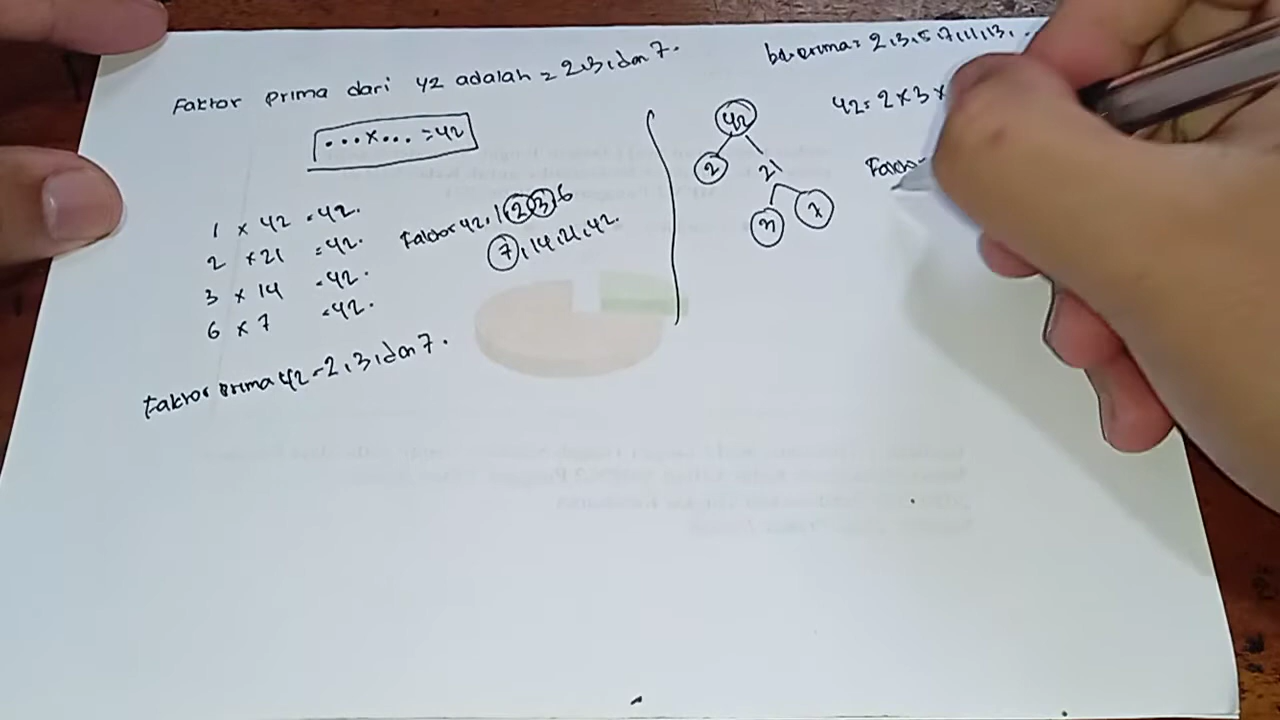 Faktor prima dari 42 adalah = 2,3, dan 7.
...x... = 42
1 x 42 = 42.
2 x 21 = 42.
3 x 14 = 42.
6 x 7 = 42.
Faktor 42: 1, 2, 3, 6
7, 14, 21, 42.
Faktor prima 42 = 2, 3, dan 7.
bil. prima = 2,3,5,7,11,13, ..
42
2 21
3 7
42 = 2 x 3 x